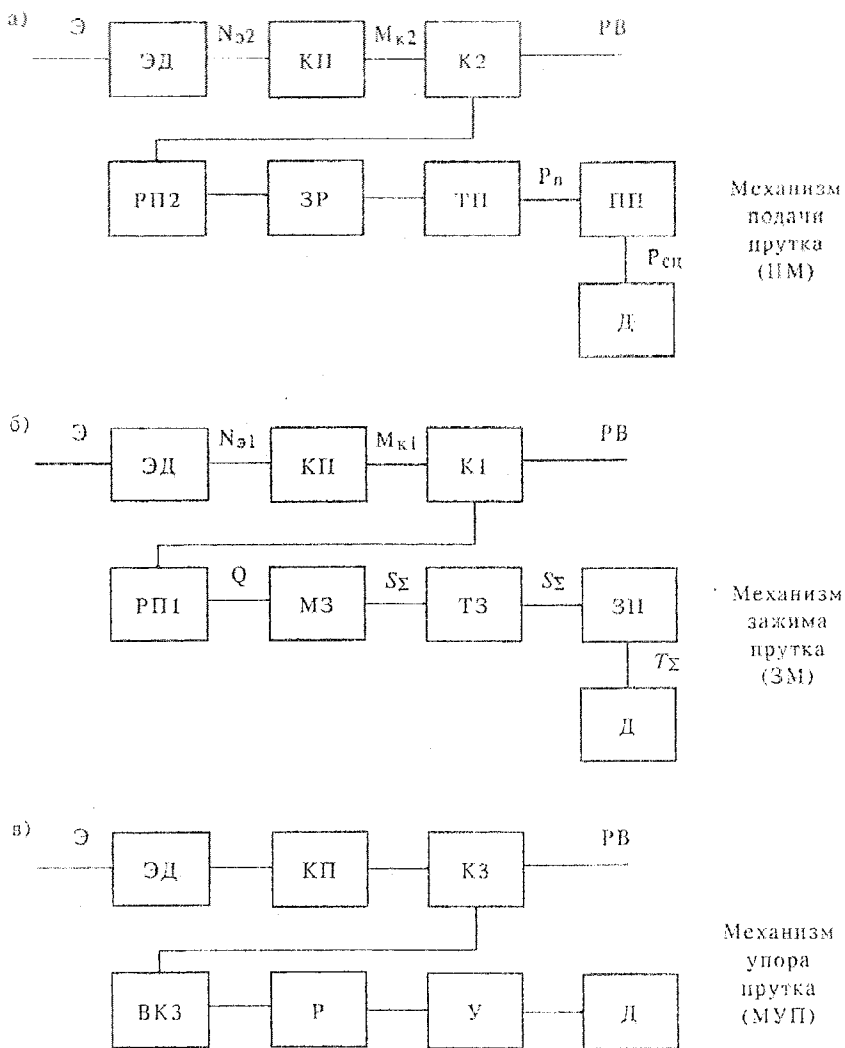 а)
Э
ЭД
Nэ2
КП
Mк2
К2
РВ
РП2
ЗР
ТП
Pп
ПП
Pсц
Д
Механизм
подачи
прутка
(ПМ)
б)
Э
ЭД
Nэ1
КП
Mк1
К1
РВ
РП1
Q
МЗ
SΣ
ТЗ
SΣ
ЗП
TΣ
Д
Механизм
зажима
прутка
(ЗМ)
в)
Э
ЭД
КП
К3
РВ
ВК3
Р
У
Д
Механизм
упора
прутка
(МУП)